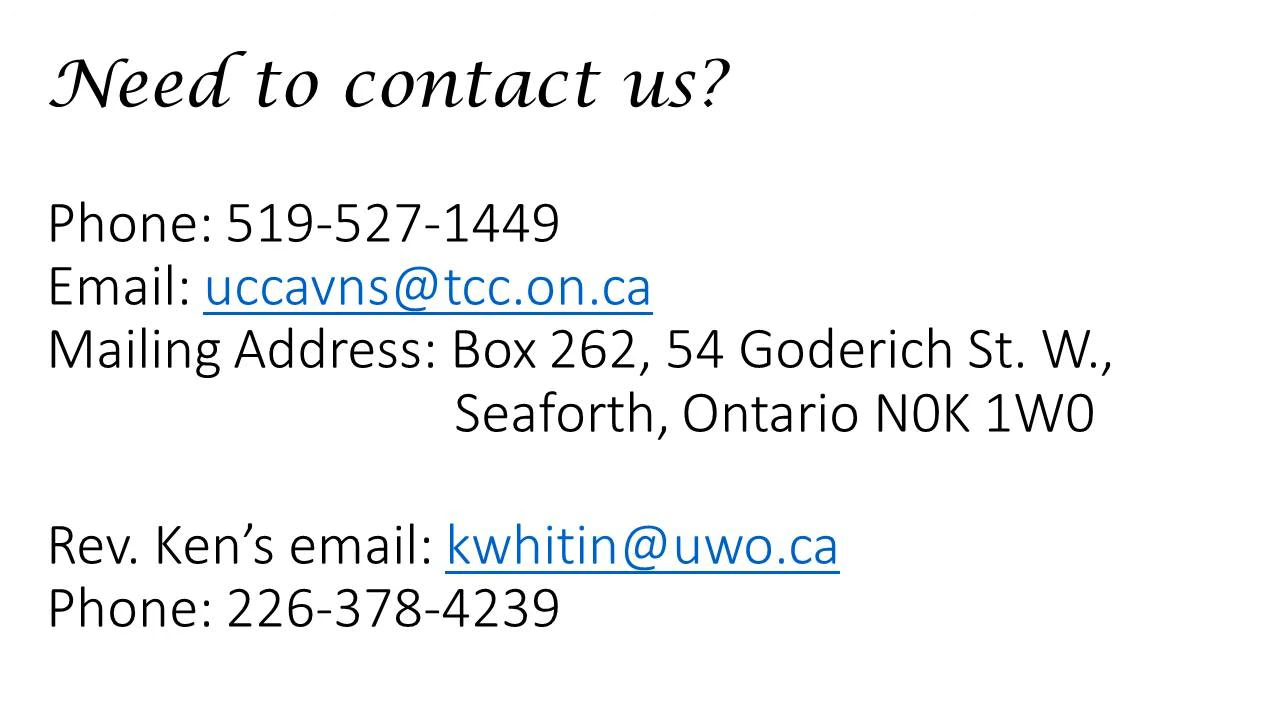 Need to contact us?
Phone: 519-527-1449
Email: uccavns@tcc.on.ca
Mailing Address: Box 262, 54 Goderich St. W.,
Seaforth, Ontario N0K 1W0
Rev. Ken’s email: kwhitin@uwo.ca
Phone: 226-378-4239